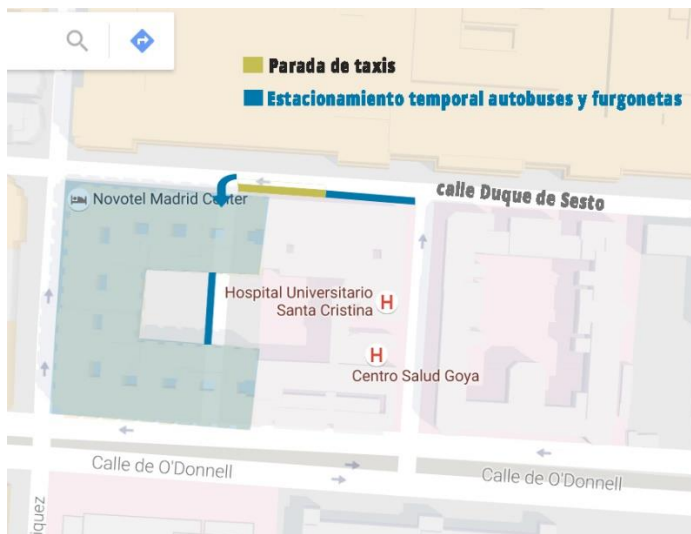 Parada de taxis
Estacionamiento temporal autobuses y furgonetas
calle Duque de Sesto
Novotel Madrid Center
Hospital Universitario
Santa Cristina
H
H
Centro Salud Goya
Calle de O'Donnell
Calle de O'Donnell
quez